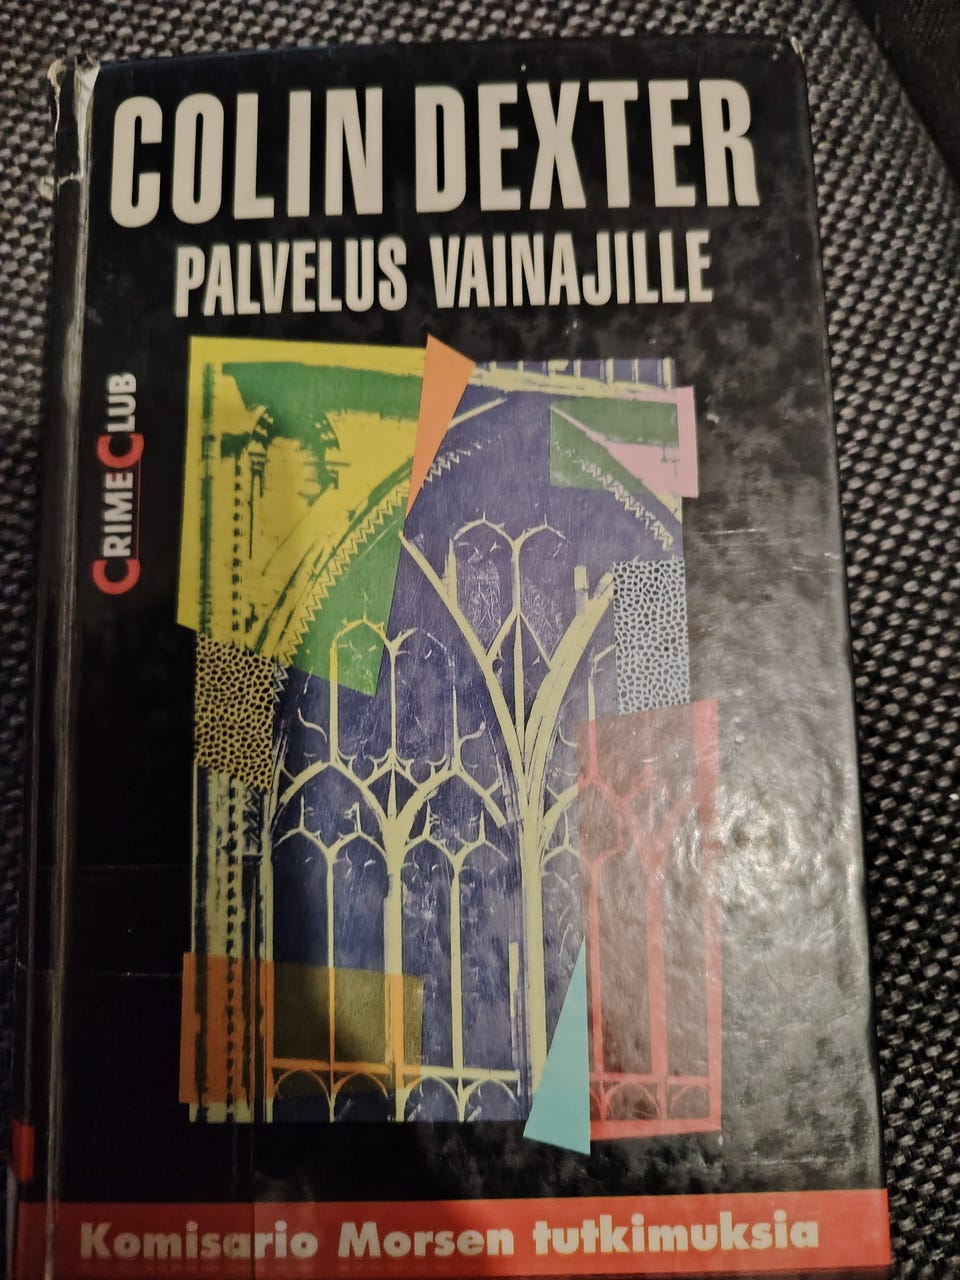 COLIN DEXTER
PALVELUS VAINAJILLE
CRIME CLUB
Komisario Morsen tutkimuksia